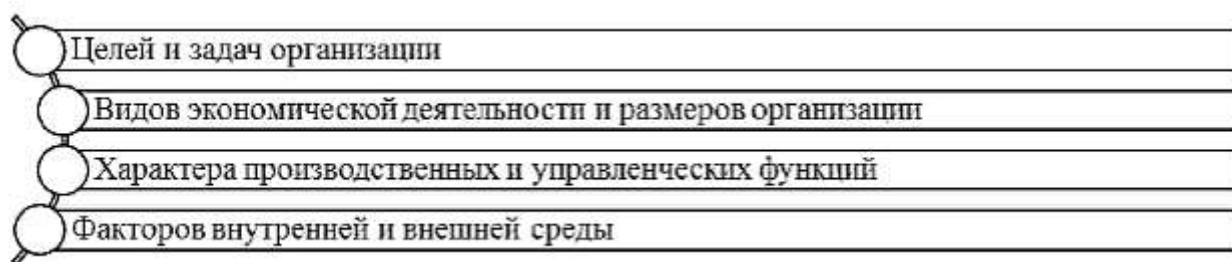 Целей и задач организации
Видов экономической деятельности и размеров организации
Характера производственных и управленческих функций
Факторов внутренней и внешней среды